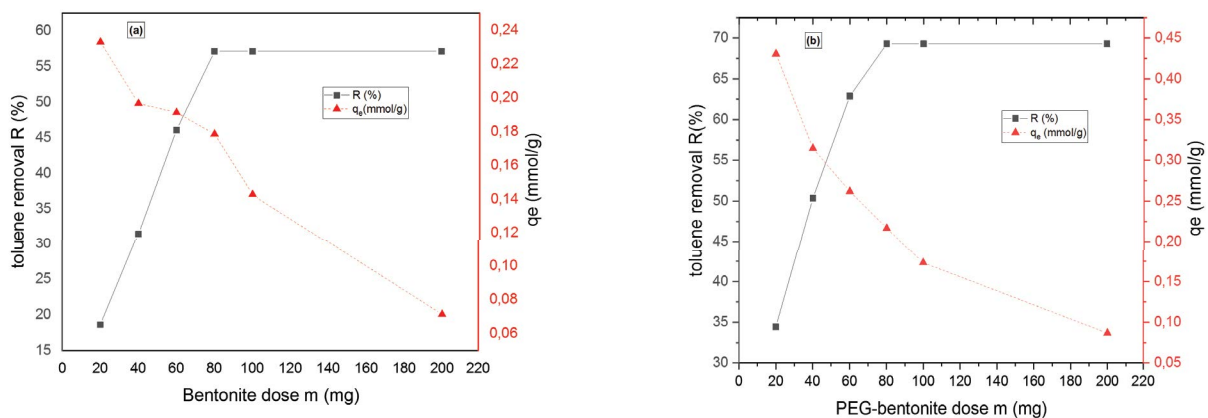 (a)
60
55
50
45
40
35
30
25
20
15
toluene removal R (%)
R (%)
qe(mmol/g)
0,24
0,22
0,20
0,18
0,16
0,14
0,12
0,10
0,08
0,06
qe (mmol/g)
0 20 40 60 80 100 120 140 160 180 200 220
Bentonite dose m (mg)
(b)
70
65
60
55
50
45
40
35
30
toluene removal R(%)
R (%)
qe (mmol/g)
0,45
0,40
0,35
0,30
0,25
0,20
0,15
0,10
0,05
qe (mmol/g)
0 20 40 60 80 100 120 140 160 180 200 220
PEG-bentonite dose m (mg)